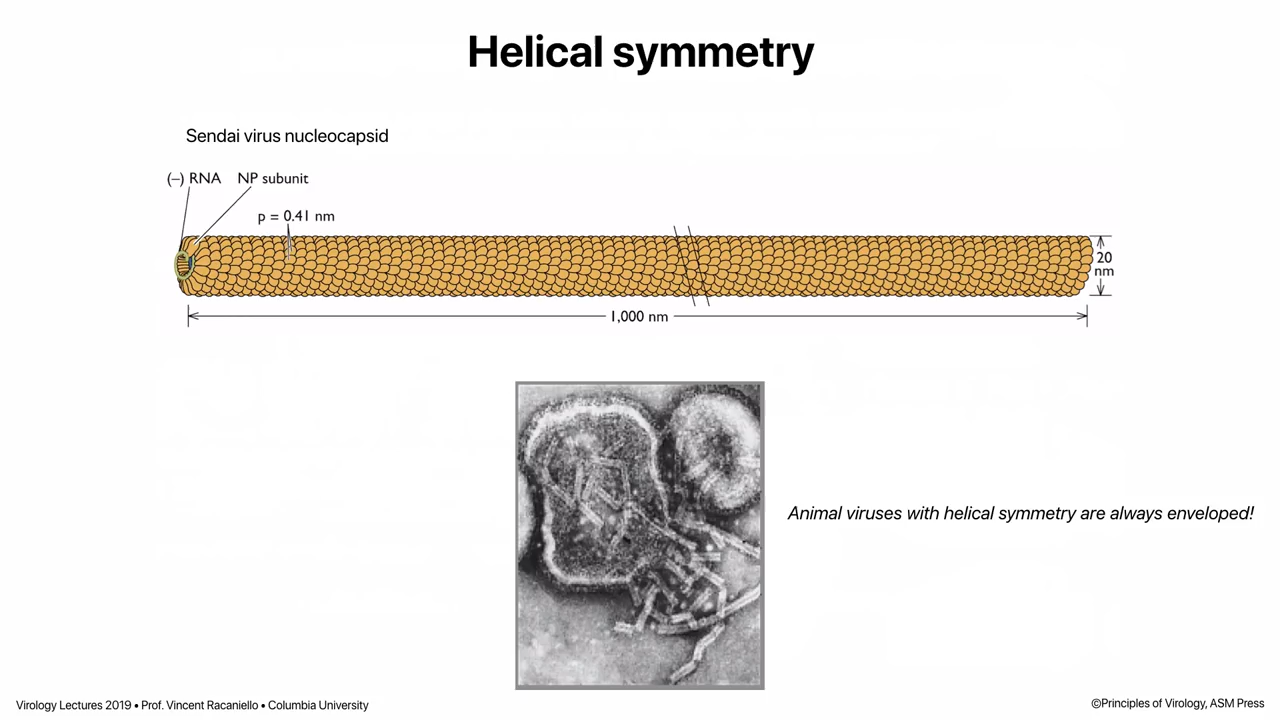 Helical symmetry
Sendai virus nucleocapsid
(–) RNA NP subunit
p = 0.41 nm
20
nm
1,000 nm
Animal viruses with helical symmetry are always enveloped!
Virology Lectures 2019 • Prof. Vincent Racaniello • Columbia University
©Principles of Virology, ASM Press